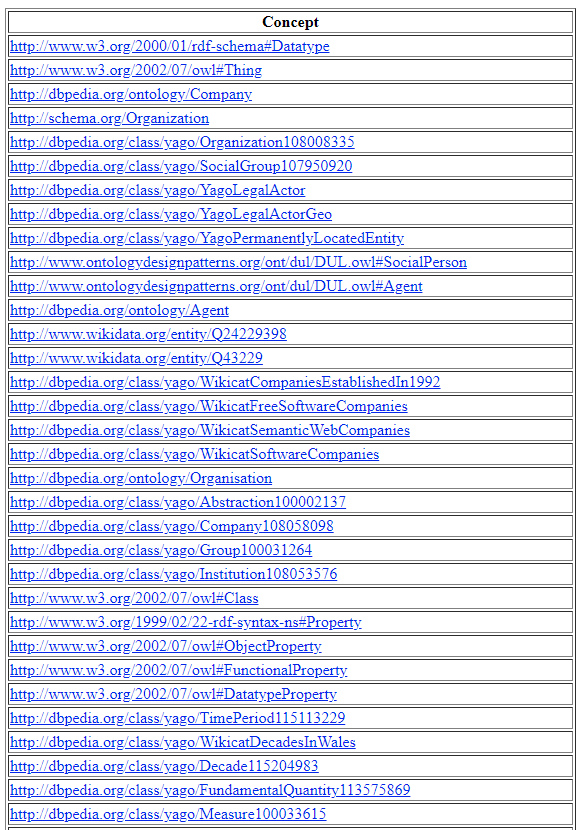 Concept
http://www.w3.org/2000/01/rdf-schema#Datatype
http://www.w3.org/2002/07/owl#Thing
http://dbpedia.org/ontology/Company
http://schema.org/Organization
http://dbpedia.org/class/yago/Organization108008335
http://dbpedia.org/class/yago/SocialGroup107950920
http://dbpedia.org/class/yago/YagoLegalActor
http://dbpedia.org/class/yago/YagoLegalActorGeo
http://dbpedia.org/class/yago/YagoPermanentlyLocatedEntity
http://www.ontologydesignpatterns.org/ont/dul/DUL.owl#SocialPerson
http://www.ontologydesignpatterns.org/ont/dul/DUL.owl#Agent
http://dbpedia.org/ontology/Agent
http://www.wikidata.org/entity/Q24229398
http://www.wikidata.org/entity/Q43229
http://dbpedia.org/class/yago/WikicatCompaniesEstablishedIn1992
http://dbpedia.org/class/yago/WikicatFreeSoftwareCompanies
http://dbpedia.org/class/yago/WikicatSemanticWebCompanies
http://dbpedia.org/class/yago/WikicatSoftwareCompanies
http://dbpedia.org/ontology/Organisation
http://dbpedia.org/class/yago/Abstraction100002137
http://dbpedia.org/class/yago/Company108058098
http://dbpedia.org/class/yago/Group100031264
http://dbpedia.org/class/yago/Institution108053576
http://www.w3.org/2002/07/owl#Class
http://www.w3.org/1999/02/22-rdf-syntax-ns#Property
http://www.w3.org/2002/07/owl#ObjectProperty
http://www.w3.org/2002/07/owl#FunctionalProperty
http://www.w3.org/2002/07/owl#DatatypeProperty
http://dbpedia.org/class/yago/TimePeriod115113229
http://dbpedia.org/class/yago/WikicatDecadesInWales
http://dbpedia.org/class/yago/Decade115204983
http://dbpedia.org/class/yago/FundamentalQuantity113575869
http://dbpedia.org/class/yago/Measure100033615